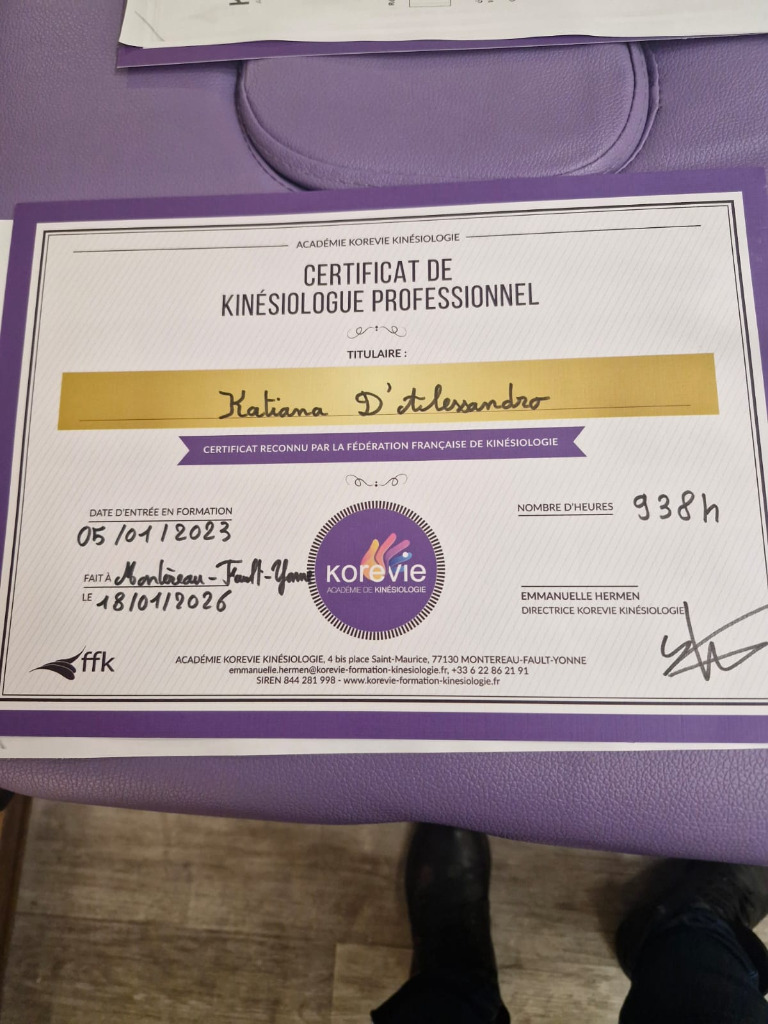 ACADÉMIE KOREVIE KINÉSIOLOGIE
CERTIFICAT DE
KINÉSIOLOGUE PROFESSIONNEL
TITULAIRE :
Katiana D'Alessandro
CERTIFICAT RECONNU PAR LA FÉDÉRATION FRANÇAISE DE KINÉSIOLOGIE
DATE D'ENTRÉE EN FORMATION
05/01/2023
NOMBRE D'HEURES 938h
FAIT À Montereau-Fault-Yonne
LE 18/01/2026
korevie
ACADÉMIE DE KINÉSIOLOGIE
EMMANUELLE HERMEN
DIRECTRICE KOREVIE KINÉSIOLOGIE
ffk
ACADÉMIE KOREVIE KINÉSIOLOGIE, 4 bis place Saint-Maurice, 77130 MONTEREAU-FAULT-YONNE
emmanuelle.hermen@korevie-formation-kinesiologie.fr, +33 6 22 86 21 91
SIREN 844 281 998 - www.korevie-formation-kinesiologie.fr